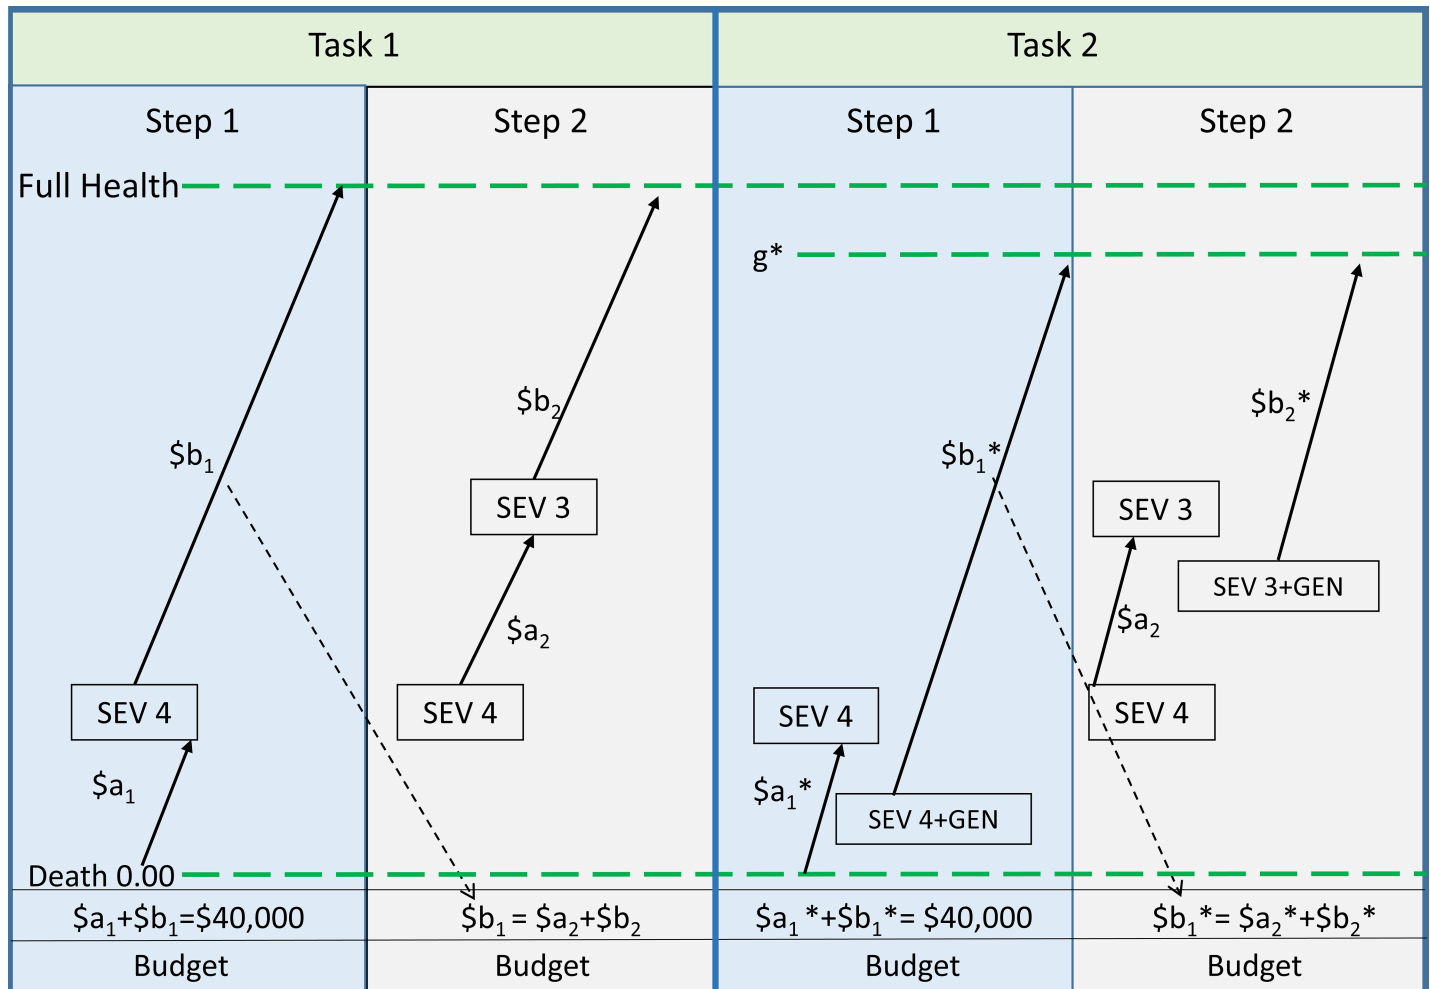 Task 1
Task 2
Step 1
Step 2
Step 1
Step 2
Full Health
g*
$b₂
$b₂*
$b₁
$b₁*
SEV 3
SEV 3
SEV 3+GEN
$a₂
$a₂
SEV 4
SEV 4
SEV 4
SEV 4
$a₁
$a₁*
SEV 4+GEN
Death 0.00
$a₁+$b₁=$40,000
$b₁ = $a₂+$b₂
$a₁*+$b₁*= $40,000
$b₁*= $a₂*+$b₂*
Budget
Budget
Budget
Budget